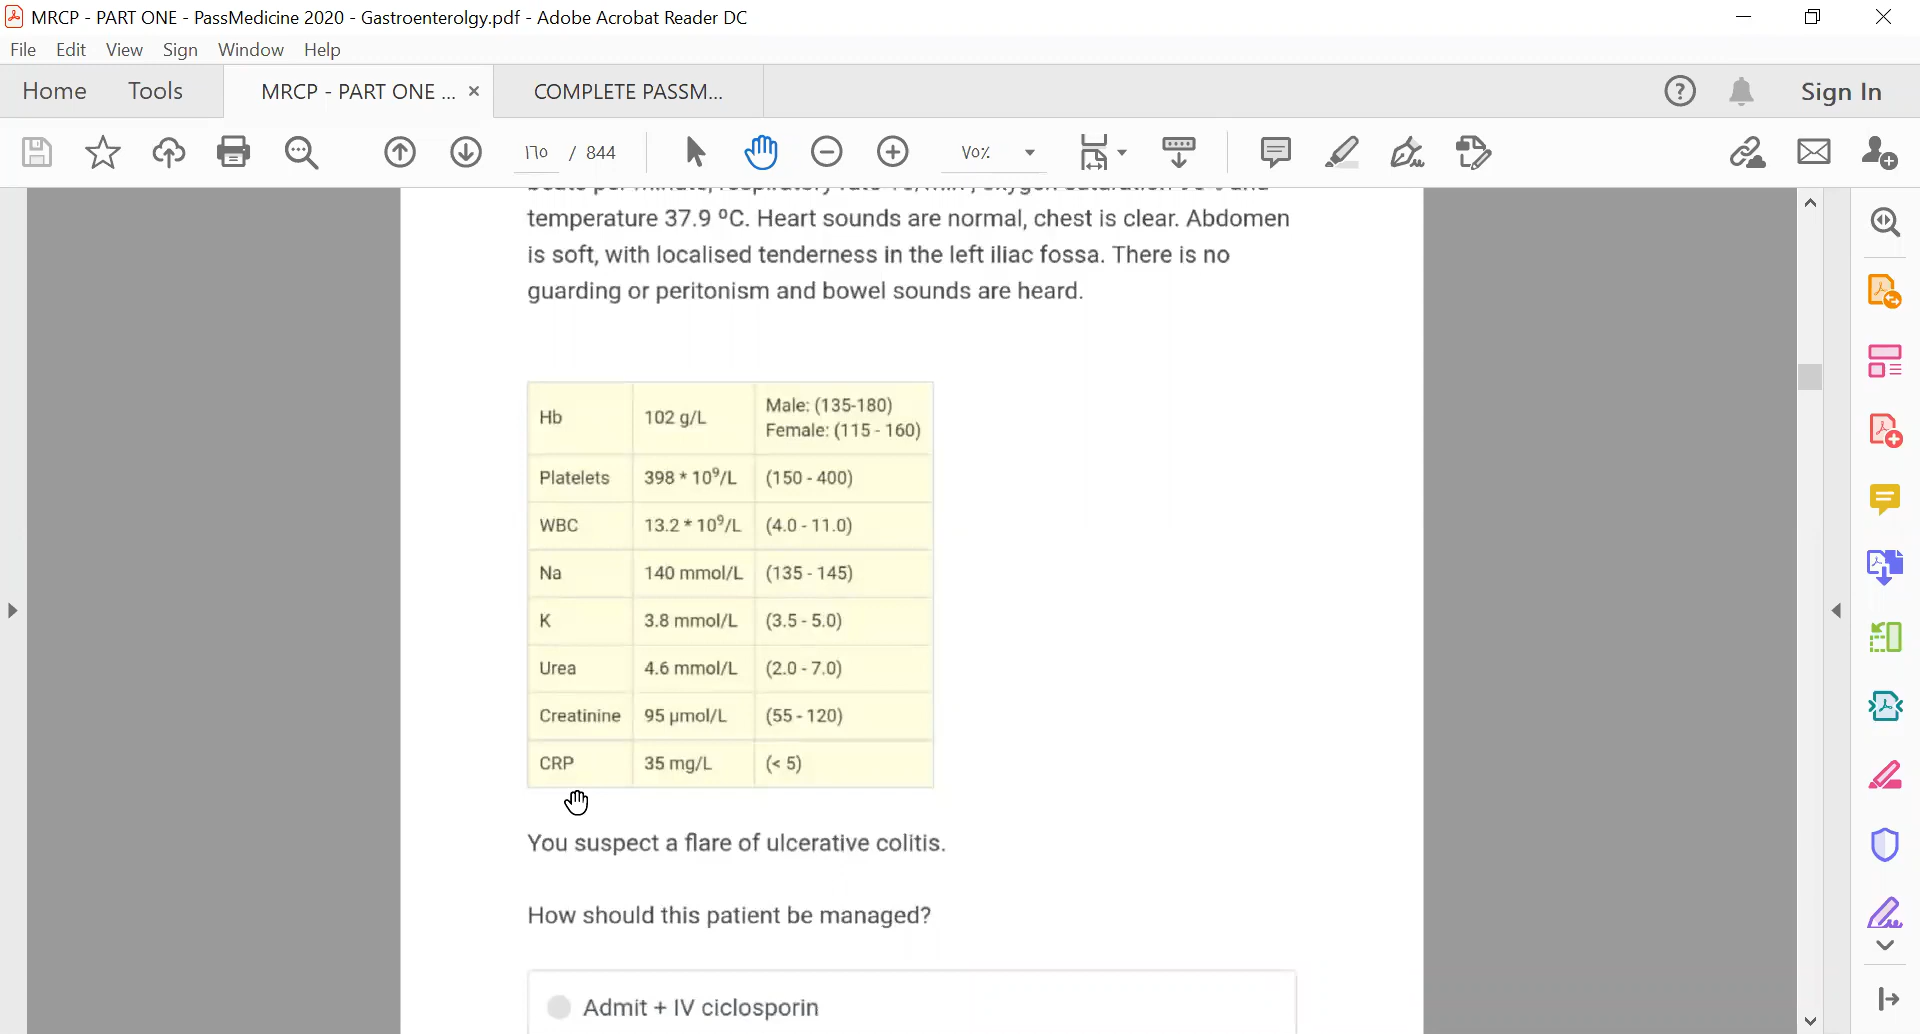 MRCP - PART ONE - PassMedicine 2020 - Gastroenterolgy.pdf - Adobe Acrobat Reader DC
File Edit View Sign Window Help
Home Tools MRCP - PART ONE ... × COMPLETE PASSM... Sign In
١٦٥ / 844 ٧٥٪
temperature 37.9 ºC. Heart sounds are normal, chest is clear. Abdomen
is soft, with localised tenderness in the left iliac fossa. There is no
guarding or peritonism and bowel sounds are heard.
Hb 102 g/L Male: (135-180)
Female: (115 - 160)
Platelets 398 * 10⁹/L (150 - 400)
WBC 13.2 * 10⁹/L (4.0 - 11.0)
Na 140 mmol/L (135 - 145)
K 3.8 mmol/L (3.5 - 5.0)
Urea 4.6 mmol/L (2.0 - 7.0)
Creatinine 95 µmol/L (55 - 120)
CRP 35 mg/L (< 5)
You suspect a flare of ulcerative colitis.
How should this patient be managed?
Admit + IV ciclosporin